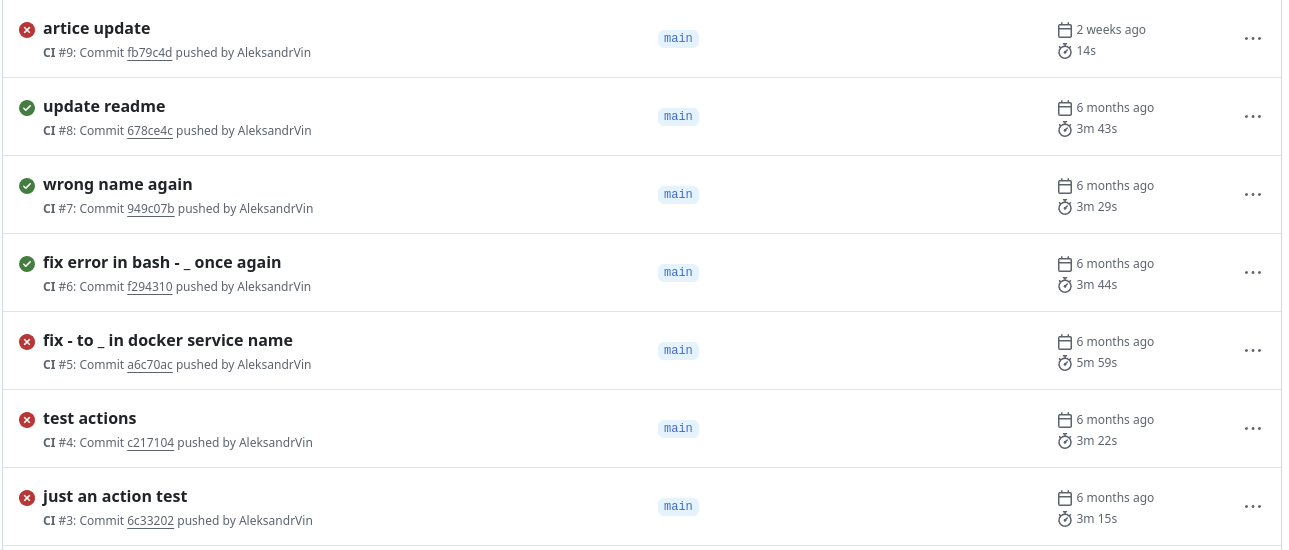 artice update
main
2 weeks ago
CI #9: Commit fb79c4d pushed by AleksandrVin
14s
update readme
main
6 months ago
CI #8: Commit 678ce4c pushed by AleksandrVin
3m 43s
wrong name again
main
6 months ago
CI #7: Commit 949c07b pushed by AleksandrVin
3m 29s
fix error in bash - _ once again
main
6 months ago
CI #6: Commit f294310 pushed by AleksandrVin
3m 44s
fix - to _ in docker service name
main
6 months ago
CI #5: Commit a6c70ac pushed by AleksandrVin
5m 59s
test actions
main
6 months ago
CI #4: Commit c217104 pushed by AleksandrVin
3m 22s
just an action test
main
6 months ago
CI #3: Commit 6c33202 pushed by AleksandrVin
3m 15s